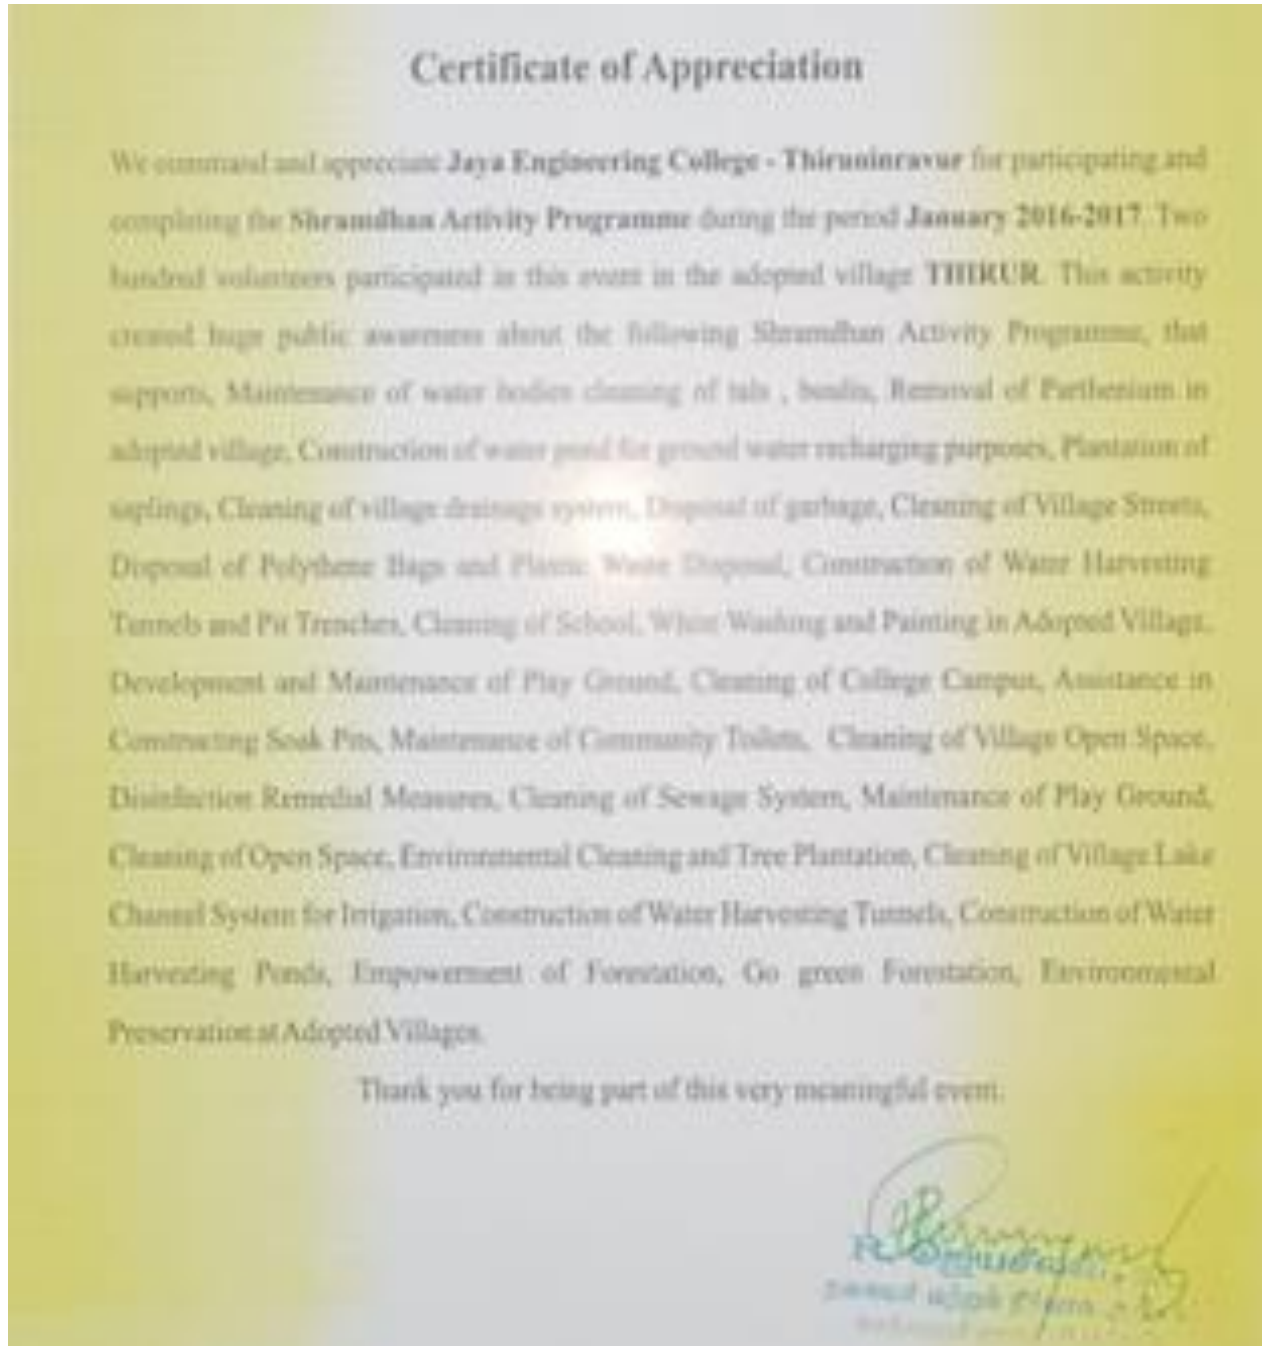 Certificate of Appreciation
We command and appreciate Jaya Engineering College - Thiruninravur for participating and
completing the Shramdhan Activity Programme during the period January 2016-2017. Two
hundred volunteers participated in this event in the adopted village THIRUR. This activity
created huge public awareness about the following Shramdhan Activity Programme, that
supports, Maintenance of water bodies cleaning of , Removal of Parthenium in
adopted village, Construction of water pond for ground water recharging purposes, Plantation of
saplings, Cleaning of village drainage system, Disposal of garbage, Cleaning of Village Streets,
Disposal of Polythene Bags and Plastic Waste Disposal, Construction of Water Harvesting
Tunnels and Pit Trenches, Cleaning of School, White Washing and Painting in Adopted Village,
Development and Maintenance of Play Ground, Cleaning of College Campus, Assistance in
Constructing Soak Pits, Maintenance of Community Toilets, Cleaning of Village Open Space,
Disinfection Remedial Measures, Cleaning of Sewage System, Maintenance of Play Ground,
Cleaning of Open Space, Environmental Cleaning and Tree Plantation, Cleaning of Village Lake
Channel System for Irrigation, Construction of Water Harvesting Tunnels, Construction of Water
Harvesting Ponds, Empowerment of Forestation, Go green Forestation, Environmental
Preservation at Adopted Villages.
Thank you for being part of this very meaningful event.